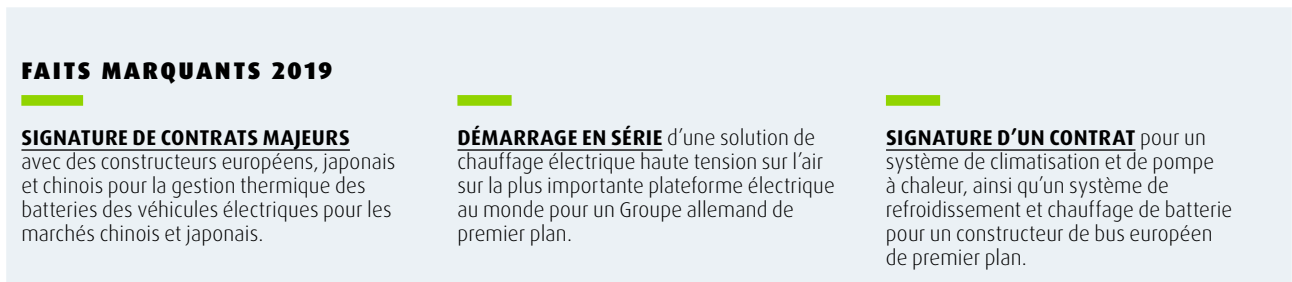 FAITS MARQUANTS 2019
SIGNATURE DE CONTRATS MAJEURS
avec des constructeurs européens, japonais
et chinois pour la gestion thermique des
batteries des véhicules électriques pour les
marchés chinois et japonais.
DÉMARRAGE EN SÉRIE d’une solution de
chauffage électrique haute tension sur l’air
sur la plus importante plateforme électrique
au monde pour un Groupe allemand de
premier plan.
SIGNATURE D’UN CONTRAT pour un
système de climatisation et de pompe
à chaleur, ainsi qu’un système de
refroidissement et chauffage de batterie
pour un constructeur de bus européen
de premier plan.